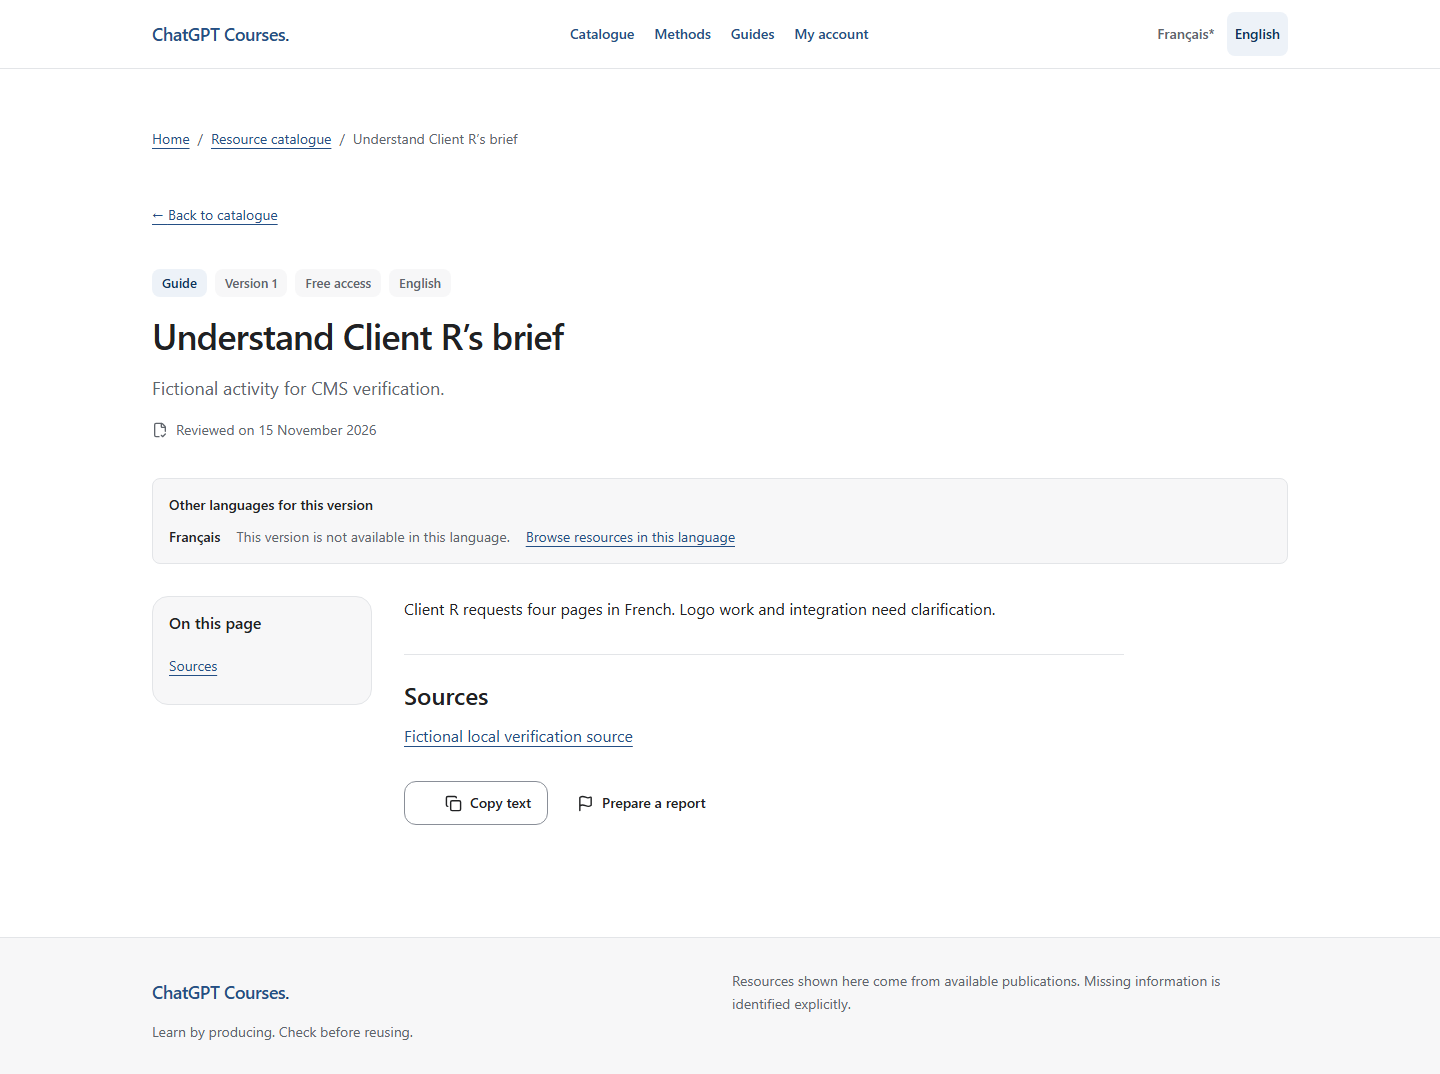 ChatGPT Courses.
Catalogue Methods Guides My account
Français* English
Home / Resource catalogue / Understand Client R’s brief
← Back to catalogue
Guide Version 1 Free access English
Understand Client R’s brief
Fictional activity for CMS verification.
Reviewed on 15 November 2026
Other languages for this version
Français This version is not available in this language. Browse resources in this language
On this page
Sources
Client R requests four pages in French. Logo work and integration need clarification.
Sources
Fictional local verification source
Copy text Prepare a report
ChatGPT Courses.
Learn by producing. Check before reusing.
Resources shown here come from available publications. Missing information is
identified explicitly.